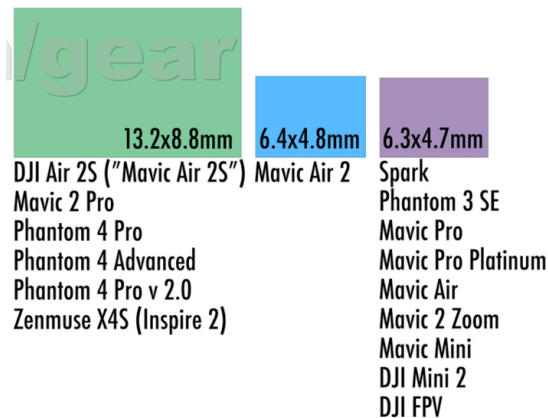 /gear
13.2x8.8mm
DJI Air 2S ("Mavic Air 2S")
Mavic 2 Pro
Phantom 4 Pro
Phantom 4 Advanced
Phantom 4 Pro v 2.0
Zenmuse X4S (Inspire 2)
6.4x4.8mm
Mavic Air 2
6.3x4.7mm
Spark
Phantom 3 SE
Mavic Pro
Mavic Pro Platinum
Mavic Air
Mavic 2 Zoom
Mavic Mini
DJI Mini 2
DJI FPV